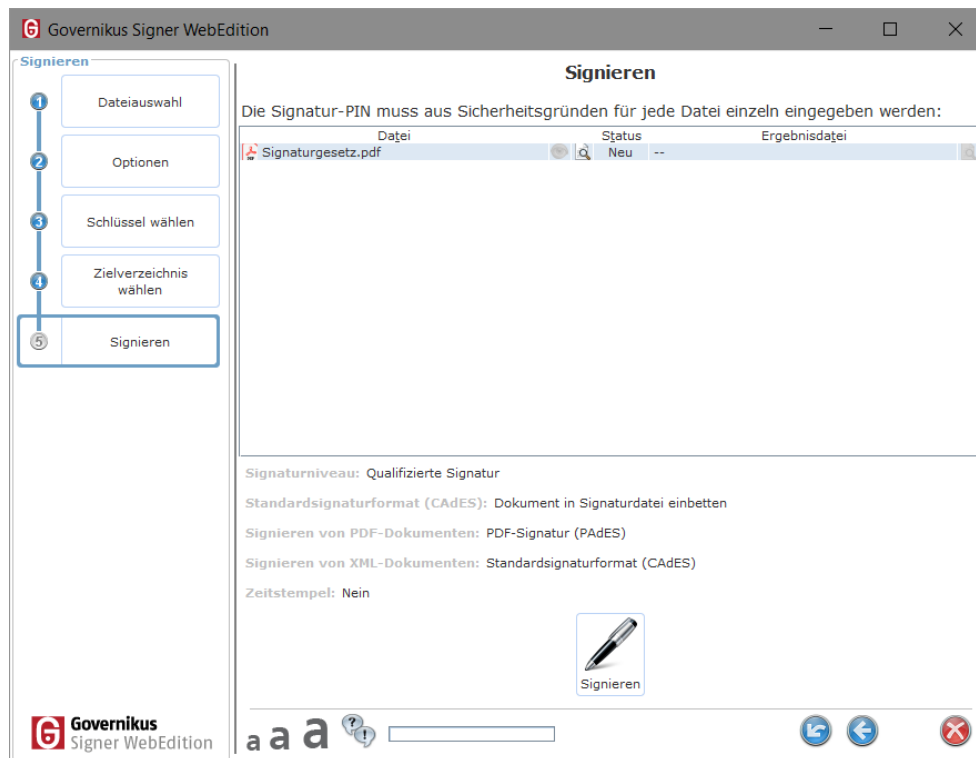 Governikus Signer WebEdition
Signieren
1 Dateiauswahl
2 Optionen
3 Schlüssel wählen
4 Zielverzeichnis
wählen
5 Signieren
Signieren
Die Signatur-PIN muss aus Sicherheitsgründen für jede Datei einzeln eingegeben werden:
Datei Status Ergebnisdatei
Signaturgesetz.pdf Neu --
Signaturniveau: Qualifizierte Signatur
Standardsignaturformat (CAdES): Dokument in Signaturdatei einbetten
Signieren von PDF-Dokumenten: PDF-Signatur (PAdES)
Signieren von XML-Dokumenten: Standardsignaturformat (CAdES)
Zeitstempel: Nein
Signieren
Governikus
Signer WebEdition
a a a ? !